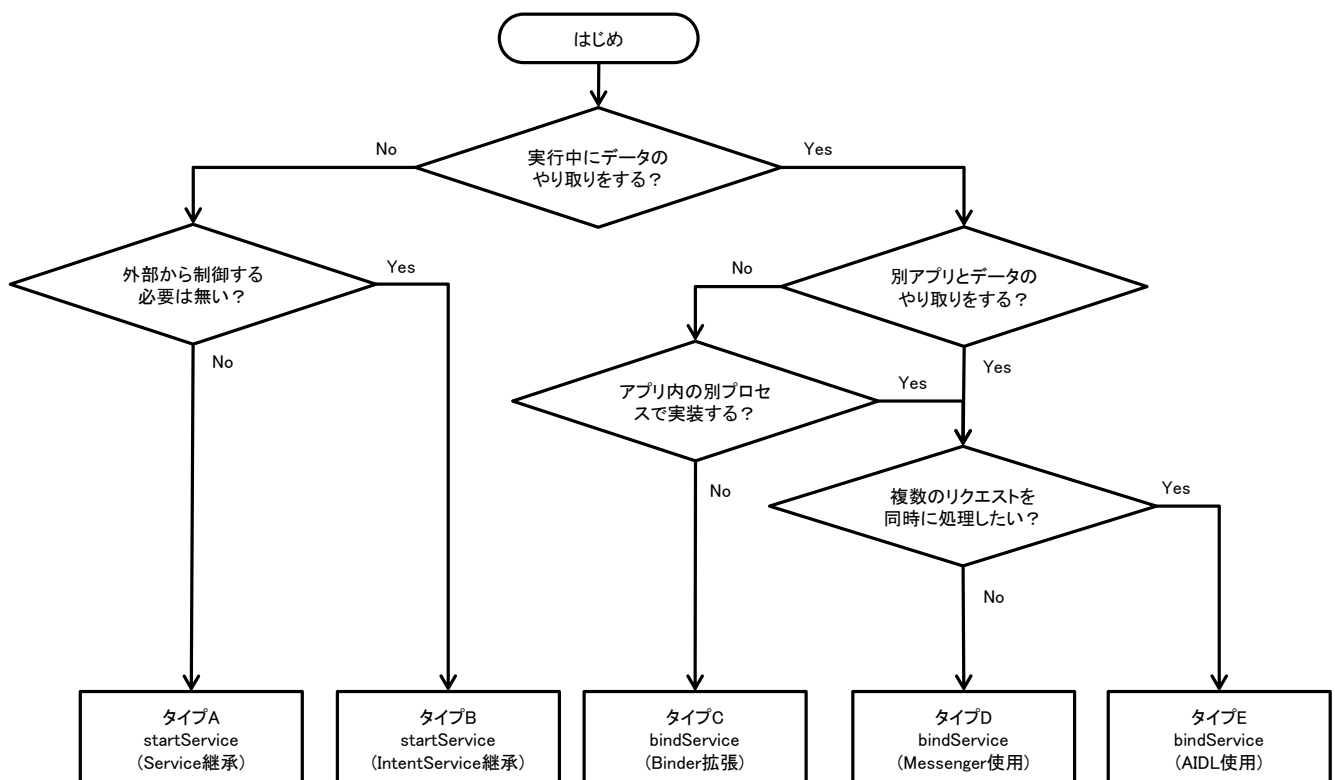 はじめ
実行中にデータの
やり取りをする？
No
Yes
外部から制御する
必要は無い？
Yes
No
別アプリとデータの
やり取りをする？
No
Yes
アプリ内の別プロセ
スで実装する？
Yes
No
複数のリクエストを
同時に処理したい？
Yes
No
タイプA
startService
（Service継承）
タイプB
startService
（IntentService継承）
タイプC
bindService
（Binder拡張）
タイプD
bindService
（Messenger使用）
タイプE
bindService
（AIDL使用）